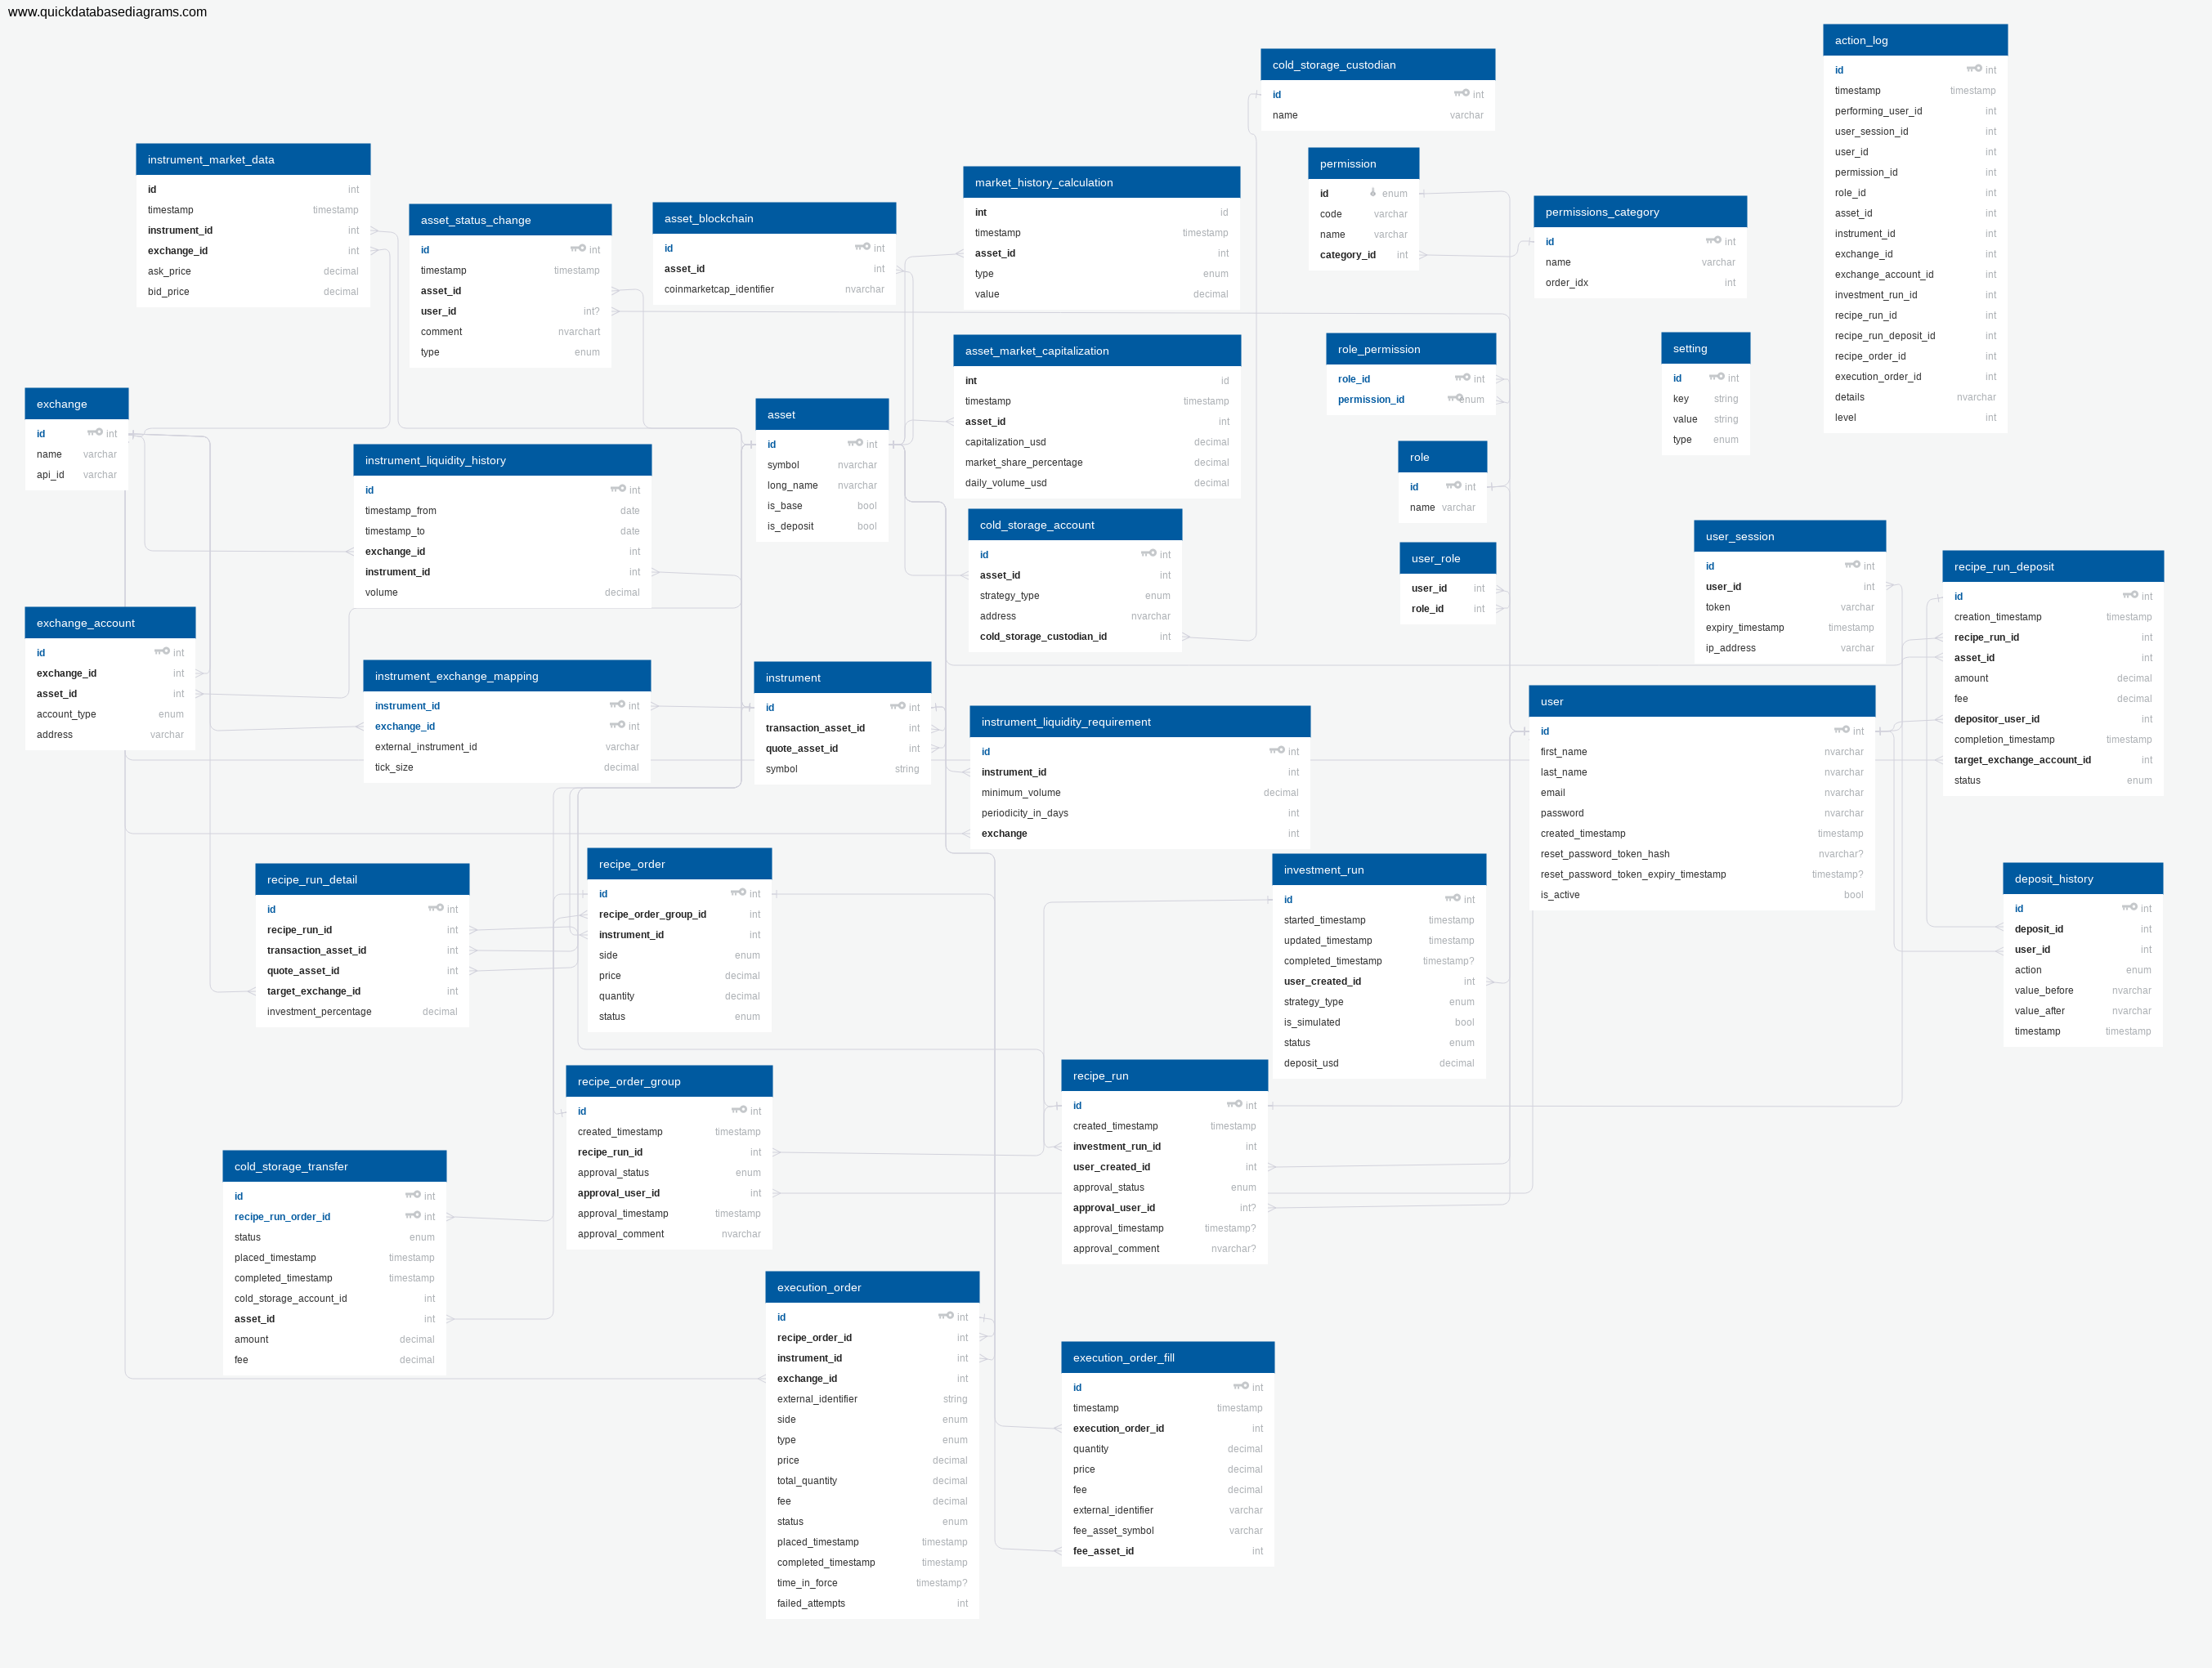 www.quickdatabasediagrams.com
action_log
id int
timestamp timestamp
performing_user_id int
user_session_id int
user_id int
permission_id int
role_id int
asset_id int
instrument_id int
exchange_id int
exchange_account_id int
investment_run_id int
recipe_run_id int
recipe_run_deposit_id int
recipe_order_id int
execution_order_id int
details nvarchar
level int
cold_storage_custodian
id int
name varchar
instrument_market_data
id int
timestamp timestamp
instrument_id int
exchange_id int
ask_price decimal
bid_price decimal
permission
id enum
code varchar
name varchar
category_id int
market_history_calculation
int id
timestamp timestamp
asset_id int
type enum
value decimal
permissions_category
id int
name varchar
order_idx int
asset_status_change
id int
timestamp timestamp
asset_id
user_id int?
comment nvarchart
type enum
asset_blockchain
id int
asset_id int
coinmarketcap_identifier nvarchar
asset_market_capitalization
int id
timestamp timestamp
asset_id int
capitalization_usd decimal
market_share_percentage decimal
daily_volume_usd decimal
role_permission
role_id int
permission_id enum
setting
id int
key string
value string
type enum
exchange
id int
name varchar
api_id varchar
asset
id int
symbol nvarchar
long_name nvarchar
is_base bool
is_deposit bool
instrument_liquidity_history
id int
timestamp_from date
timestamp_to date
exchange_id int
instrument_id int
volume decimal
role
id int
name varchar
cold_storage_account
id int
asset_id int
strategy_type enum
address nvarchar
cold_storage_custodian_id int
user_role
user_id int
role_id int
user_session
id int
user_id int
token varchar
expiry_timestamp timestamp
ip_address varchar
recipe_run_deposit
id int
creation_timestamp timestamp
recipe_run_id int
asset_id int
amount decimal
fee decimal
depositor_user_id int
completion_timestamp timestamp
target_exchange_account_id int
status enum
exchange_account
id int
exchange_id int
asset_id int
account_type enum
address varchar
instrument_exchange_mapping
instrument_id int
exchange_id int
external_instrument_id varchar
tick_size decimal
instrument
id int
transaction_asset_id int
quote_asset_id int
symbol string
instrument_liquidity_requirement
id int
instrument_id int
minimum_volume decimal
periodicity_in_days int
exchange int
user
id int
first_name nvarchar
last_name nvarchar
email nvarchar
password nvarchar
created_timestamp timestamp
reset_password_token_hash nvarchar?
reset_password_token_expiry_timestamp timestamp?
is_active bool
recipe_run_detail
id int
recipe_run_id int
transaction_asset_id int
quote_asset_id int
target_exchange_id int
investment_percentage decimal
recipe_order
id int
recipe_order_group_id int
instrument_id int
side enum
price decimal
quantity decimal
status enum
investment_run
id int
started_timestamp timestamp
updated_timestamp timestamp
completed_timestamp timestamp?
user_created_id int
strategy_type enum
is_simulated bool
status enum
deposit_usd decimal
deposit_history
id int
deposit_id int
user_id int
action enum
value_before nvarchar
value_after nvarchar
timestamp timestamp
recipe_order_group
id int
created_timestamp timestamp
recipe_run_id int
approval_status enum
approval_user_id int
approval_timestamp timestamp
approval_comment nvarchar
recipe_run
id int
created_timestamp timestamp
investment_run_id int
user_created_id int
approval_status enum
approval_user_id int?
approval_timestamp timestamp?
approval_comment nvarchar?
cold_storage_transfer
id int
recipe_run_order_id int
status enum
placed_timestamp timestamp
completed_timestamp timestamp
cold_storage_account_id int
asset_id int
amount decimal
fee decimal
execution_order
id int
recipe_order_id int
instrument_id int
exchange_id int
external_identifier string
side enum
type enum
price decimal
total_quantity decimal
fee decimal
status enum
placed_timestamp timestamp
completed_timestamp timestamp
time_in_force timestamp?
failed_attempts int
execution_order_fill
id int
timestamp timestamp
execution_order_id int
quantity decimal
price decimal
fee decimal
external_identifier varchar
fee_asset_symbol varchar
fee_asset_id int